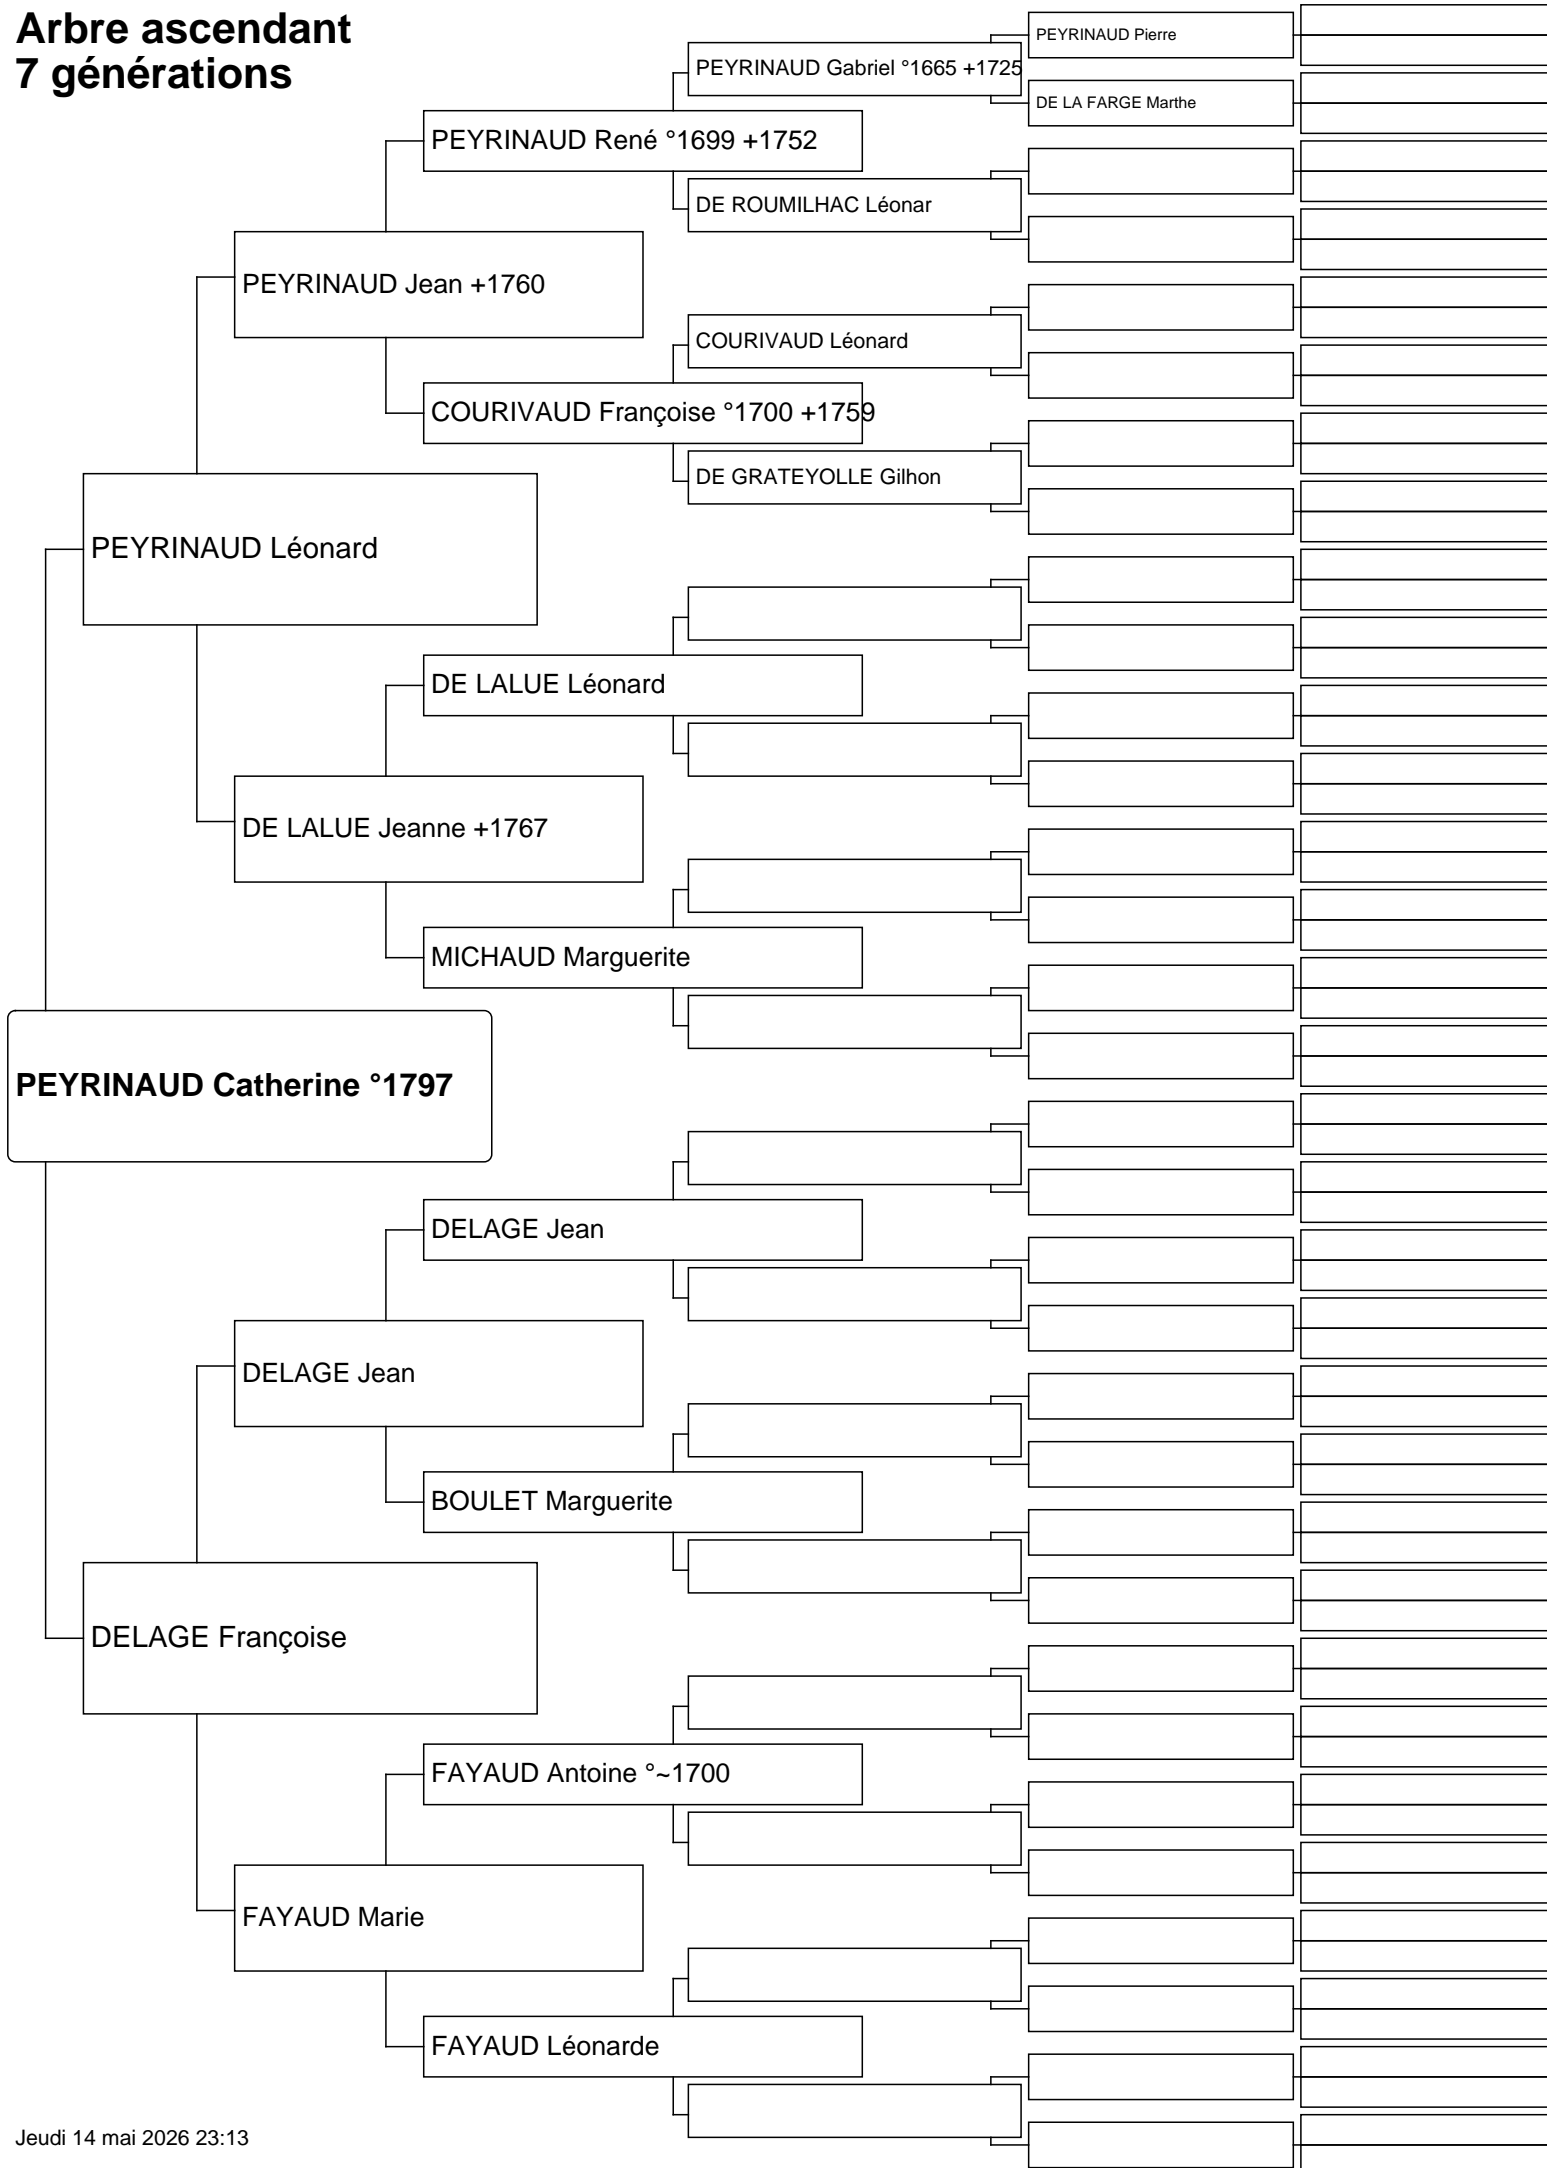 Arbre ascendant
7 générations
PEYRINAUD Pierre
PEYRINAUD Gabriel °1665 +1725
DE LA FARGE Marthe
PEYRINAUD René °1699 +1752
DE ROUMILHAC Léonar
PEYRINAUD Jean +1760
COURIVAUD Léonard
COURIVAUD Françoise °1700 +1759
DE GRATEYOLLE Gilhon
PEYRINAUD Léonard
DE LALUE Léonard
DE LALUE Jeanne +1767
MICHAUD Marguerite
PEYRINAUD Catherine °1797
DELAGE Jean
DELAGE Jean
BOULET Marguerite
DELAGE Françoise
FAYAUD Antoine °~1700
FAYAUD Marie
FAYAUD Léonarde
Jeudi 14 mai 2026 23:13